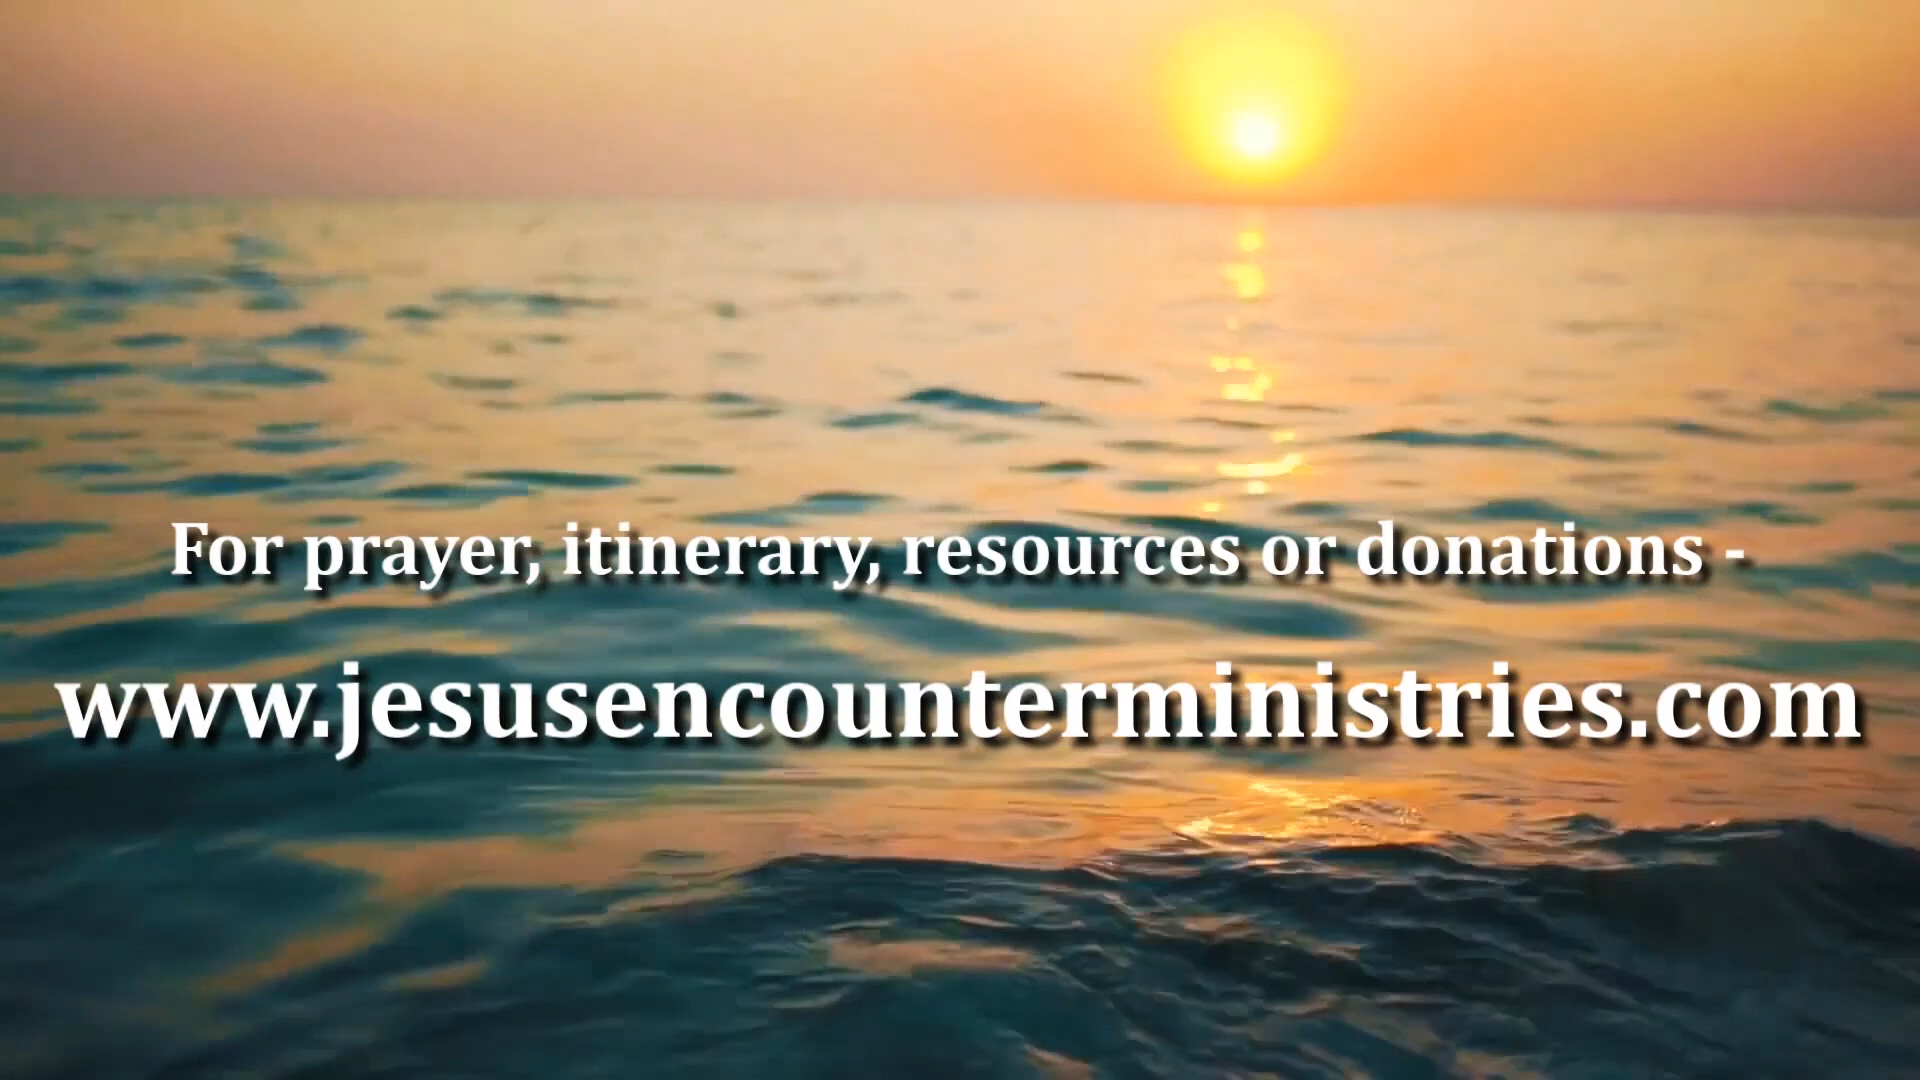 For prayer, itinerary, resources or donations -
www.jesusencounterministries.com